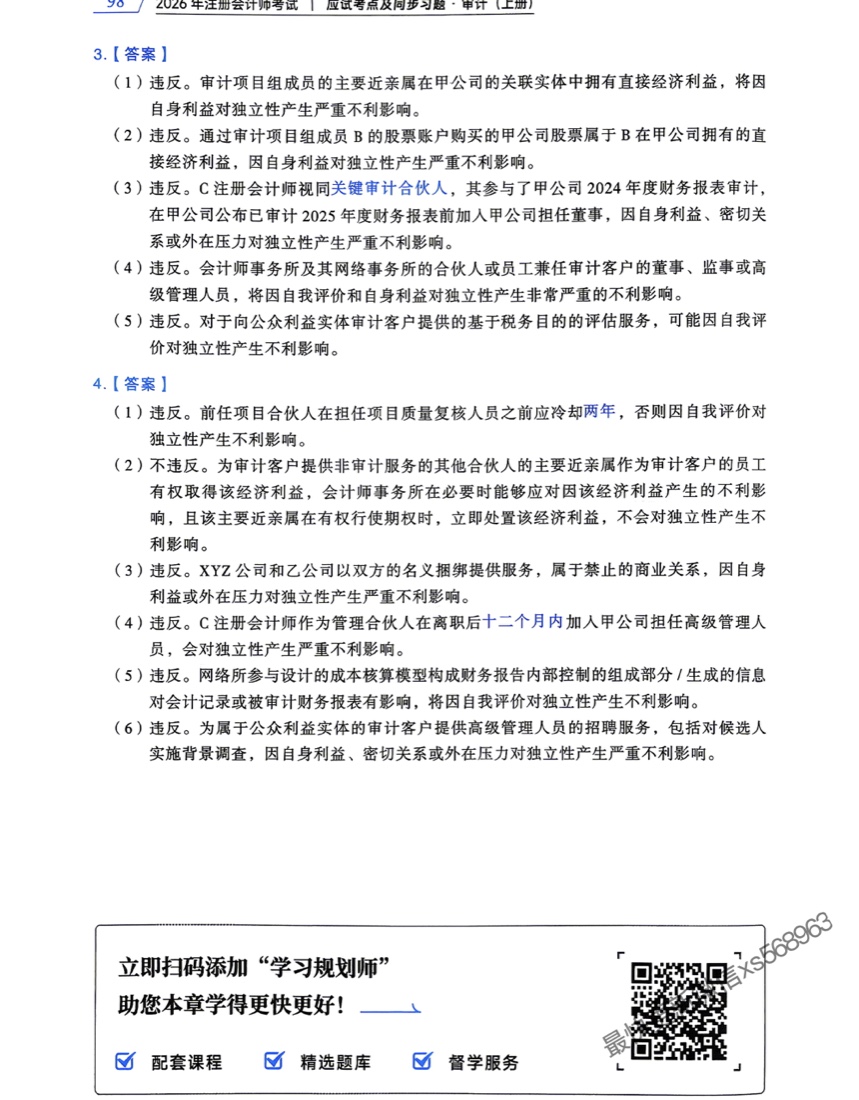 98 2026年注册会计师考试 | 应试考点及同步习题·审计（上册）
3.【答案】
（1）违反。审计项目组成员的主要近亲属在甲公司的关联实体中拥有直接经济利益，将因
自身利益对独立性产生严重不利影响。
（2）违反。通过审计项目组成员 B 的股票账户购买的甲公司股票属于 B 在甲公司拥有的直
接经济利益，因自身利益对独立性产生严重不利影响。
（3）违反。C 注册会计师视同关键审计合伙人，其参与了甲公司 2024 年度财务报表审计，
在甲公司公布已审计 2025 年度财务报表前加入甲公司担任董事，因自身利益、密切关
系或外在压力对独立性产生严重不利影响。
（4）违反。会计师事务所及其网络事务所的合伙人或员工兼任审计客户的董事、监事或高
级管理人员，将因自我评价和自身利益对独立性产生非常严重的不利影响。
（5）违反。对于向公众利益实体审计客户提供的基于税务目的的评估服务，可能因自我评
价对独立性产生不利影响。
4.【答案】
（1）违反。前任项目合伙人在担任项目质量复核人员之前应冷却两年，否则因自我评价对
独立性产生不利影响。
（2）不违反。为审计客户提供非审计服务的其他合伙人的主要近亲属作为审计客户的员工
有权取得该经济利益，会计师事务所在必要时能够应对因该经济利益产生的不利影
响，且该主要近亲属在有权行使期权时，立即处置该经济利益，不会对独立性产生不
利影响。
（3）违反。XYZ 公司和乙公司以双方的名义捆绑提供服务，属于禁止的商业关系，因自身
利益或外在压力对独立性产生严重不利影响。
（4）违反。C 注册会计师作为管理合伙人在离职后十二个月内加入甲公司担任高级管理人
员，会对独立性产生严重不利影响。
（5）违反。网络所参与设计的成本核算模型构成财务报告内部控制的组成部分 / 生成的信息
对会计记录或被审计财务报表有影响，将因自我评价对独立性产生不利影响。
（6）违反。为属于公众利益实体的审计客户提供高级管理人员的招聘服务，包括对候选人
实施背景调查，因自身利益、密切关系或外在压力对独立性产生严重不利影响。
立即扫码添加“学习规划师”
助您本章学得更快更好！
配套课程 精选题库 督学服务
信xs568963